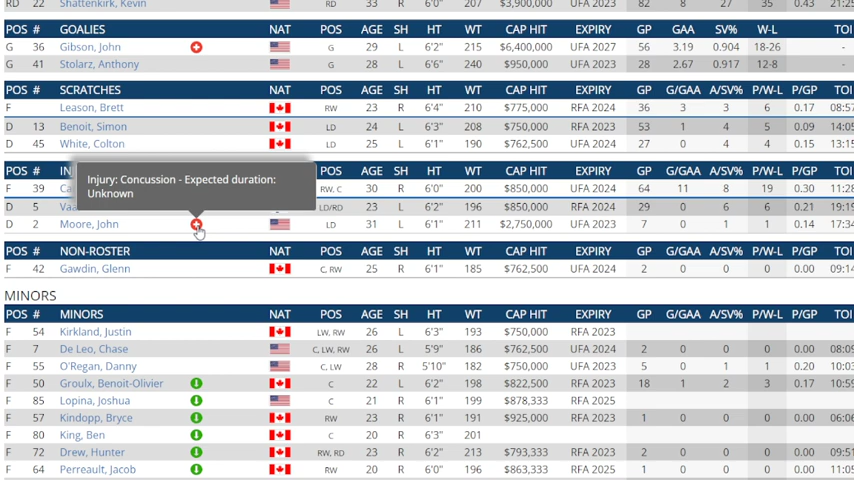 RD 22 Shattenkirk, Kevin RD 33 R 6'0" 207 $3,900,000 UFA 2023 82 8 27 35 0.43 21:25
POS # GOALIES NAT POS AGE SH HT WT CAP HIT EXPIRY GP GAA SV% W-L TOI
G 36 Gibson, John G 29 L 6'2" 215 $6,400,000 UFA 2027 56 3.19 0.904 18-26 -
G 41 Stolarz, Anthony G 28 L 6'6" 240 $950,000 UFA 2023 28 2.67 0.917 12-8 -
POS # SCRATCHES NAT POS AGE SH HT WT CAP HIT EXPIRY GP G/GAA A/SV% P/W-L P/GP TOI
F Leason, Brett RW 23 R 6'4" 210 $775,000 RFA 2024 36 3 3 6 0.17 08:57
D 13 Benoit, Simon LD 24 L 6'3" 208 $750,000 RFA 2023 53 1 4 5 0.09 14:05
D 45 White, Colton LD 25 L 6'1" 190 $762,500 UFA 2024 27 0 4 4 0.15 13:15
POS # IN POS AGE SH HT WT CAP HIT EXPIRY GP G/GAA A/SV% P/W-L P/GP TOI
Injury: Concussion - Expected duration:
Unknown
F 39 Ca RW, C 30 R 6'0" 200 $850,000 UFA 2024 64 11 8 19 0.30 11:28
D 5 Vaa LD/RD 23 L 6'2" 196 $850,000 RFA 2024 29 0 6 6 0.21 19:19
D 2 Moore, John LD 31 L 6'1" 211 $2,750,000 UFA 2023 7 0 1 1 0.14 17:34
POS # NON-ROSTER NAT POS AGE SH HT WT CAP HIT EXPIRY GP G/GAA A/SV% P/W-L P/GP TOI
F 42 Gawdin, Glenn C, RW 25 R 6'1" 185 $762,500 UFA 2024 2 0 0 0 0.00 09:14
MINORS
POS # MINORS NAT POS AGE SH HT WT CAP HIT EXPIRY GP G/GAA A/SV% P/W-L P/GP TOI
F 54 Kirkland, Justin LW, RW 26 L 6'3" 193 $750,000 RFA 2023
F 7 De Leo, Chase C, LW, RW 26 L 5'9" 186 $762,500 UFA 2024 2 0 0 0 0.00 08:09
F 55 O'Regan, Danny C, LW 28 R 5'10" 182 $750,000 UFA 2023 5 0 1 1 0.20 10:03
F 50 Groulx, Benoit-Olivier C 22 L 6'2" 198 $822,500 RFA 2023 18 1 2 3 0.17 10:59
F 85 Lopina, Joshua C 21 R 6'1" 199 $878,333 RFA 2025
F 57 Kindopp, Bryce RW 23 R 6'1" 191 $925,000 RFA 2023 1 0 0 0 0.00 06:06
F 80 King, Ben C 20 R 6'3" 201
F 72 Drew, Hunter RW, RD 23 R 6'2" 213 $793,333 RFA 2023 2 0 0 0 0.00 09:51
F 64 Perreault, Jacob RW 20 R 6'0" 196 $863,333 RFA 2025 1 0 0 0 0.00